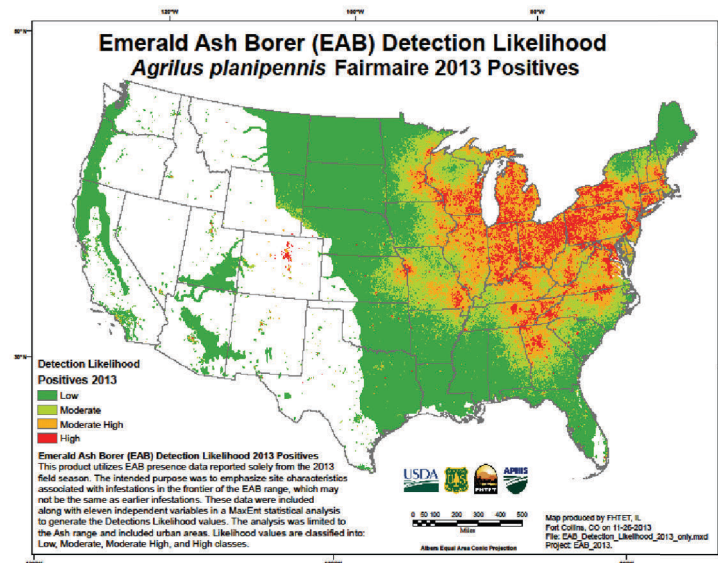 120°W 100°W 80°W
Emerald Ash Borer (EAB) Detection Likelihood
Agrilus planipennis Fairmaire 2013 Positives
Detection Likelihood
Positives 2013
Low
Moderate
Moderate High
High
Emerald Ash Borer (EAB) Detection Likelihood 2013 Positives
This product utilizes EAB presence data reported solely from the 2013
field season. The intended purpose was to emphasize site characteristics
associated with infestations in the frontier of the EAB range, which may
not be the same as earlier infestations. These data were included
along with eleven independent variables in a MaxEnt statistical analysis
to generate the Detections Likelihood values. The analysis was limited to
the Ash range and included urban areas. Likelihood values are classified into:
Low, Moderate, Moderate High, and High classes.
USDA FHTET APHIS
0 50 100 200 300 400 500
Miles
Albers Equal Area Conic Projection
Map produced by FHTET, IL
Fort Collins, CO on 11-26-2013
File: EAB_Detection_Likelihood_2013_only.mxd
Project: EAB_2013.